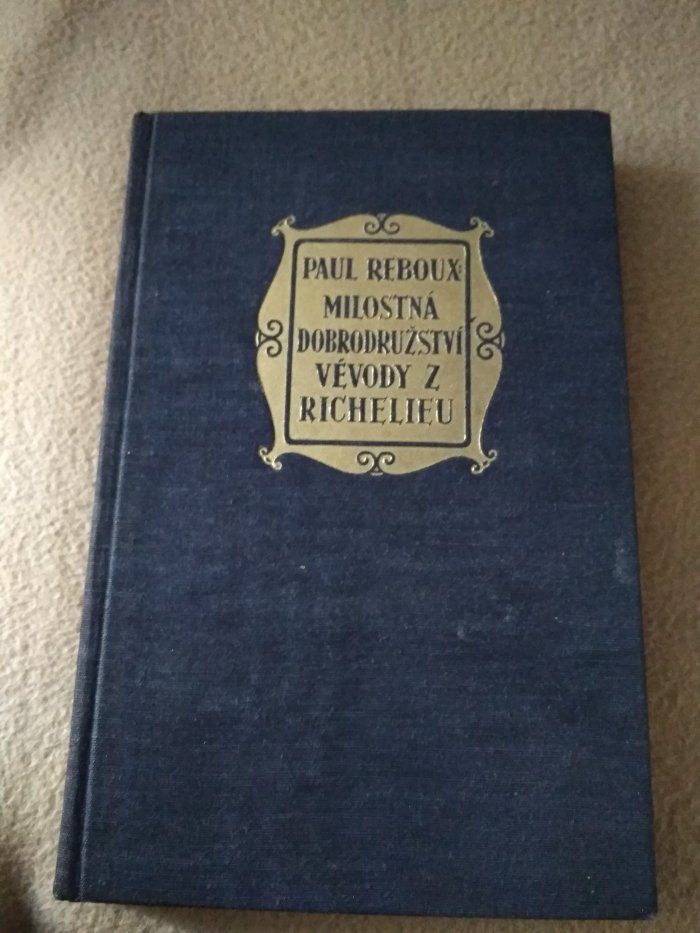 PAUL REBOUX:
MILOSTNÁ
DOBRODRUŽSTVÍ
VÉVODY Z
RICHELIEU